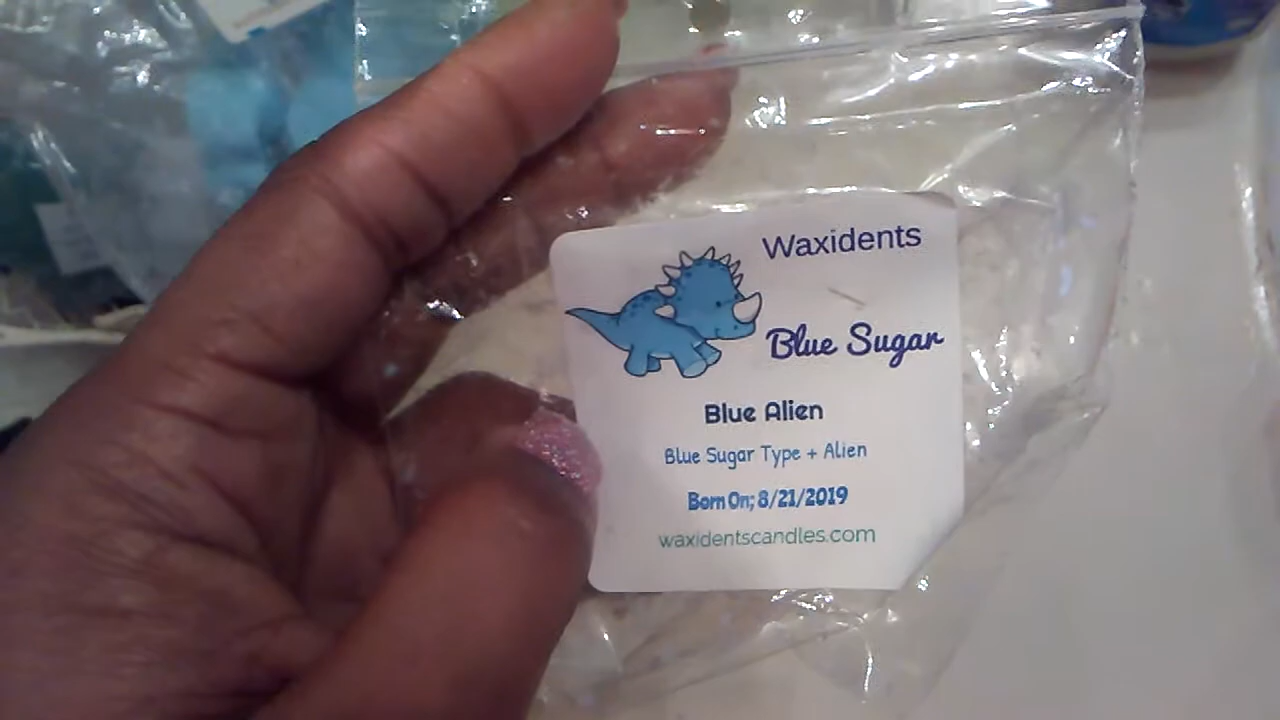 Waxidents
Blue Sugar
Blue Alien
Blue Sugar Type + Alien
Born On; 8/21/2019
waxidentscandles.com